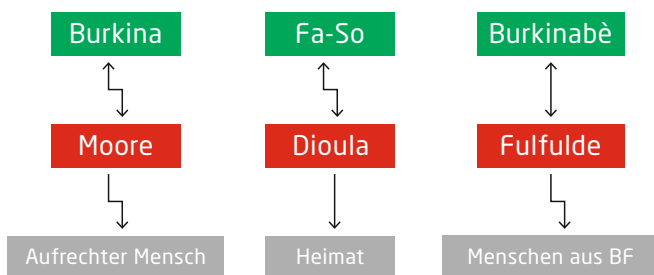 Burkina
Fa-So
Burkinabè
Moore
Dioula
Fulfulde
Aufrechter Mensch
Heimat
Menschen aus BF